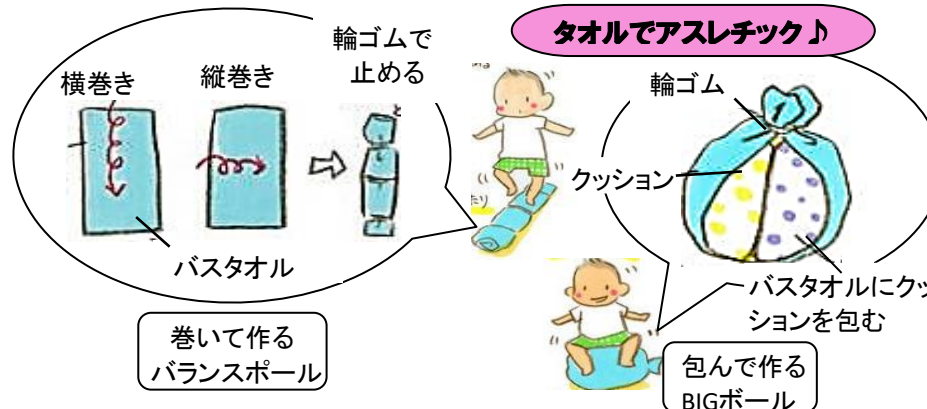 タオルでアスレチック♪
横巻き
縦巻き
輪ゴムで
止める
バスタオル
巻いて作る
バランスポール
輪ゴム
クッション
バスタオルにクッ
ションを包む
包んで作る
BIGボール